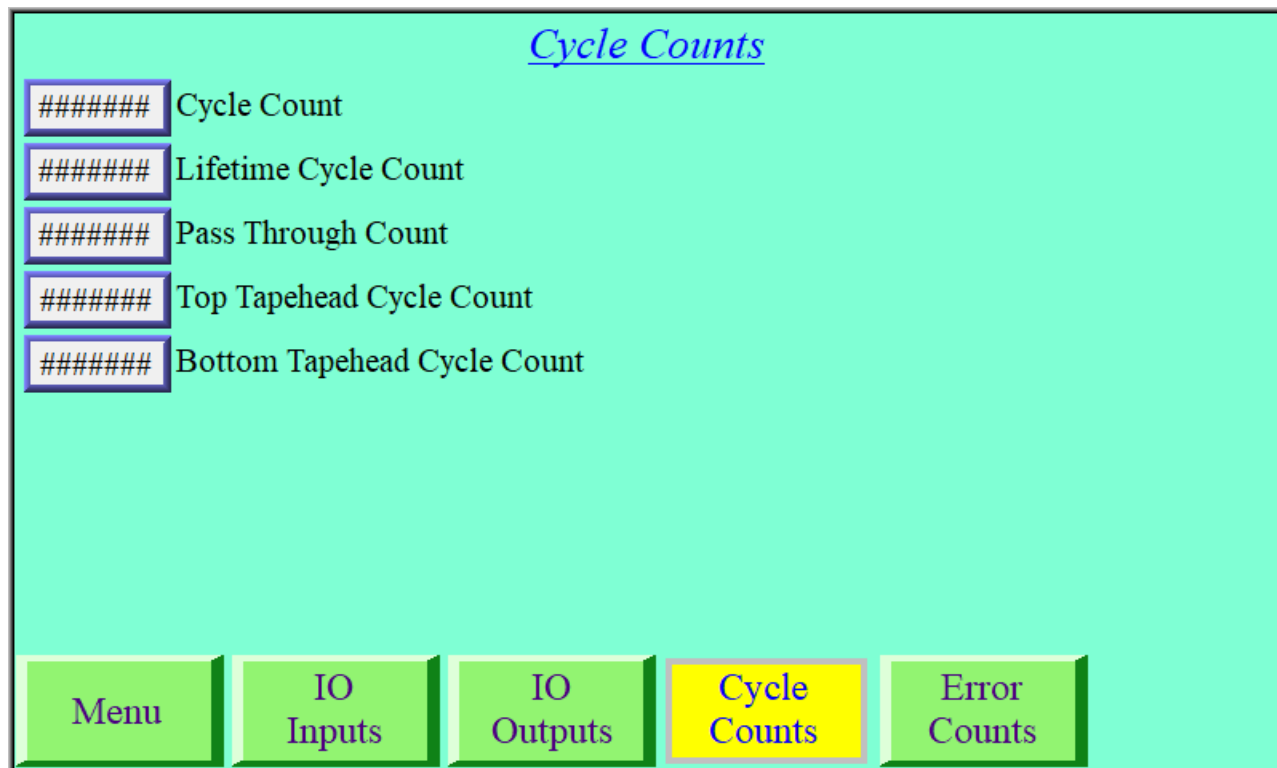 Cycle Counts
####### Cycle Count
####### Lifetime Cycle Count
####### Pass Through Count
####### Top Tapehead Cycle Count
####### Bottom Tapehead Cycle Count
Menu
IO
Inputs
IO
Outputs
Cycle
Counts
Error
Counts